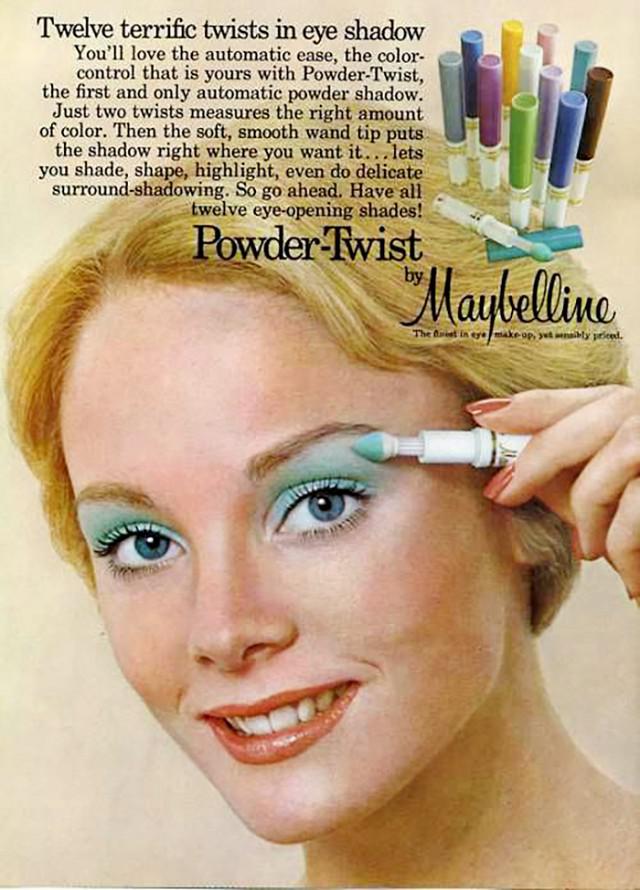 Twelve terrific twists in eye shadow
You'll love the automatic ease, the color-
control that is yours with Powder-Twist,
the first and only automatic powder shadow.
Just two twists measures the right amount
of color. Then the soft, smooth wand tip puts
the shadow right where you want it...lets
you shade, shape, highlight, even do delicate
surround-shadowing. So go ahead. Have all
twelve eye-opening shades!
Powder-Twist
by
Maybelline
The finest in eye make-up, yet sensibly priced.